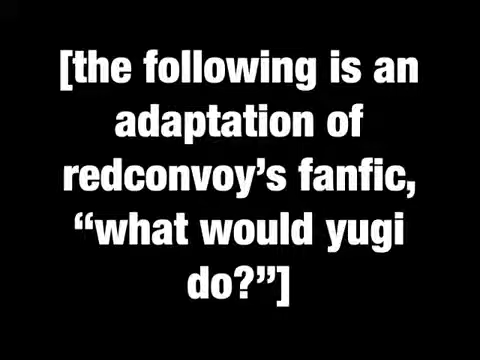 [the following is an
adaptation of
redconvoy’s fanfic,
“what would yugi
do?”]